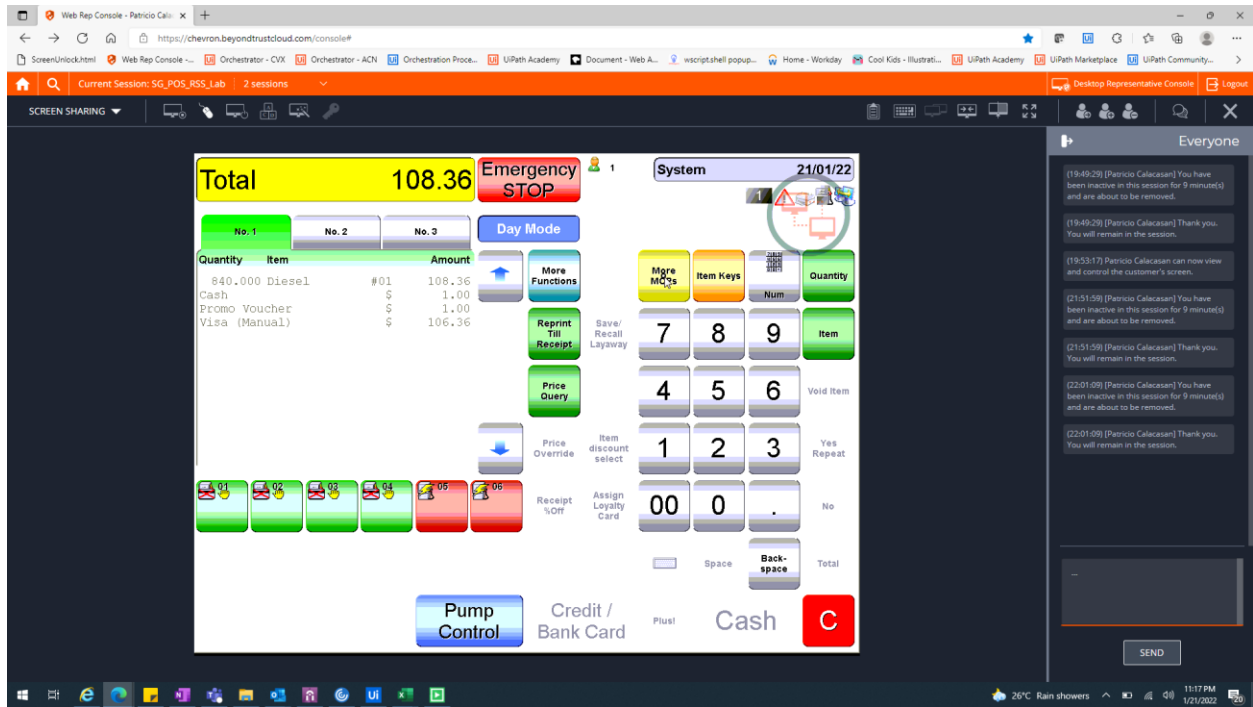 Web Rep Console - Patricio Cala
https://chevron.beyondtrustcloud.com/console#
ScreenUnlock.html Web Rep Console -... Orchestrator - CVX Orchestrator - ACN Orchestration Proce... UiPath Academy Document - Web A... wscript.shell popup... Home - Workday Cool Kids - Illustrati... UiPath Academy UiPath Marketplace UiPath Community...
Current Session: SG_POS_RSS_Lab 2 sessions Desktop Representative Console Logout
SCREEN SHARING
Total 108.36
Emergency
STOP
1
System 21/01/22
1
No. 1 No. 2 No. 3
Day Mode
Quantity Item Amount
840.000 Diesel #01 108.36
Cash $ 1.00
Promo Voucher $ 1.00
Visa (Manual) $ 106.36
More
Functions
More
MOPs
Item Keys
Num
Quantity
Reprint
Till
Receipt
Save/
Recall
Layaway
7 8 9
Item
Price
Query
4 5 6
Void Item
Price
Override
Item
discount
select
1 2 3
Yes
Repeat
01 02 03 04 05 06
Receipt
%Off
Assign
Loyalty
Card
00 0 .
No
Space
Back-
space
Total
Pump
Control
Credit /
Bank Card
Plus!
Cash
C
Everyone
(19:49:29) [Patricio Calacasan] You have
been inactive in this session for 9 minute(s)
and are about to be removed.
(19:49:29) [Patricio Calacasan] Thank you.
You will remain in the session.
(19:53:17) Patricio Calacasan can now view
and control the customer's screen.
(21:51:59) [Patricio Calacasan] You have
been inactive in this session for 9 minute(s)
and are about to be removed.
(21:51:59) [Patricio Calacasan] Thank you.
You will remain in the session.
(22:01:09) [Patricio Calacasan] You have
been inactive in this session for 9 minute(s)
and are about to be removed.
(22:01:09) [Patricio Calacasan] Thank you.
You will remain in the session.
...
SEND
26°C Rain showers
11:17 PM
1/21/2022
20